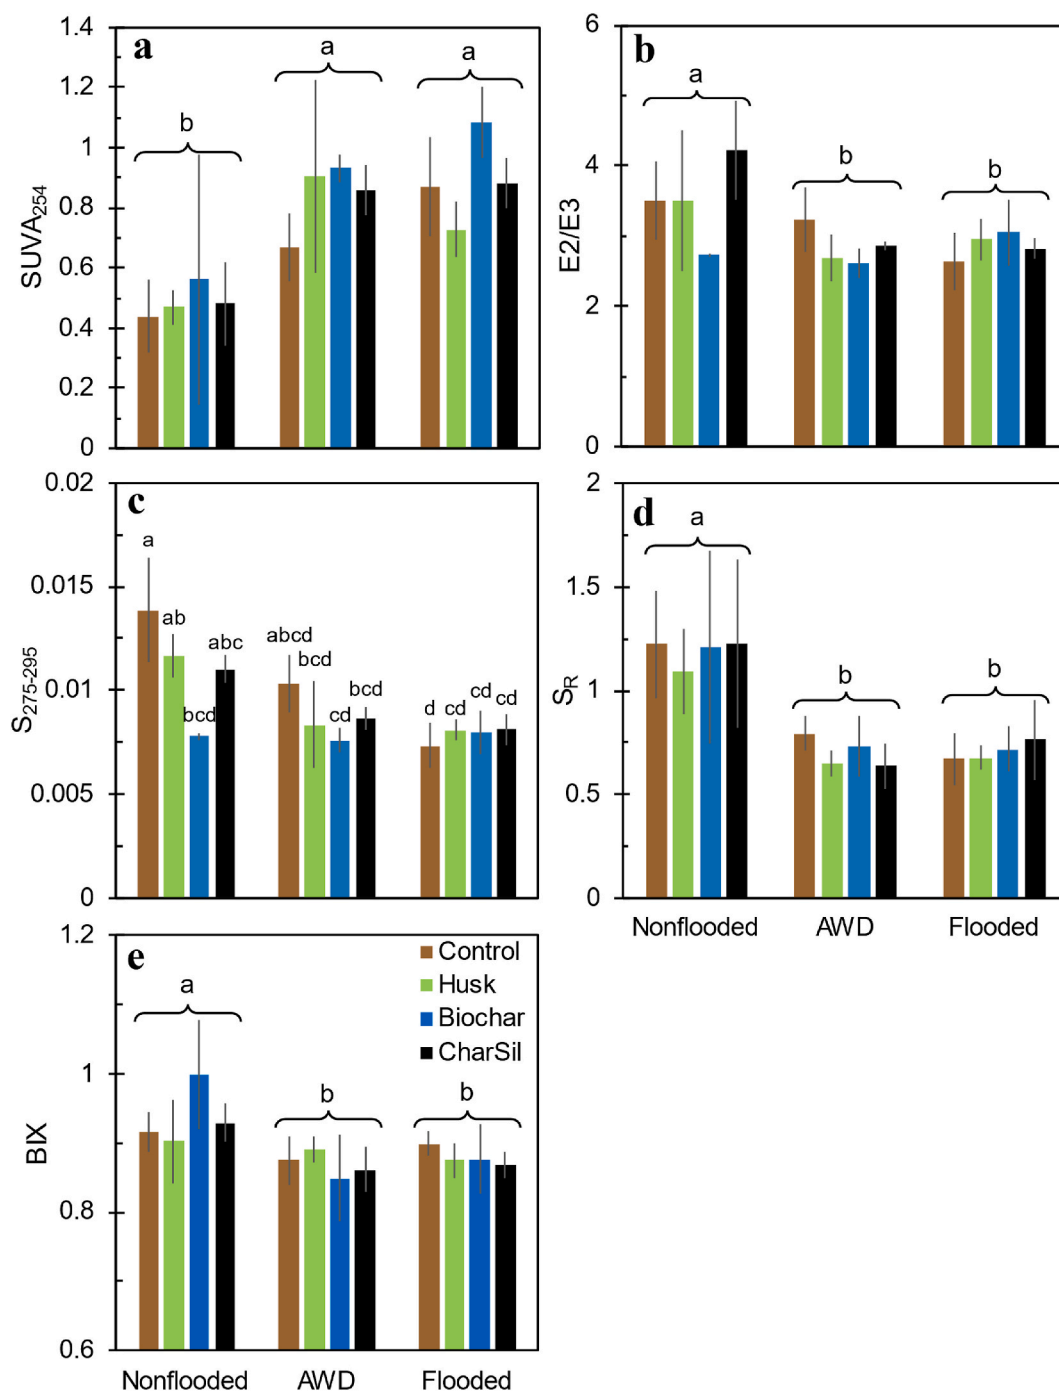 a
1.4
1.2
1
0.8
0.6
0.4
0.2
0
SUVA254
b
a
a
b
6
4
2
0
E2/E3
a
b
b
c
0.02
0.015
0.01
0.005
0
S275-295
a
ab
bcd
abc
abcd
bcd
cd
bcd
d
cd
cd
cd
d
2
1.5
1
0.5
0
SR
a
b
b
Nonflooded AWD Flooded
e
1.2
1
0.8
0.6
BIX
a
b
b
Control
Husk
Biochar
CharSil
Nonflooded AWD Flooded